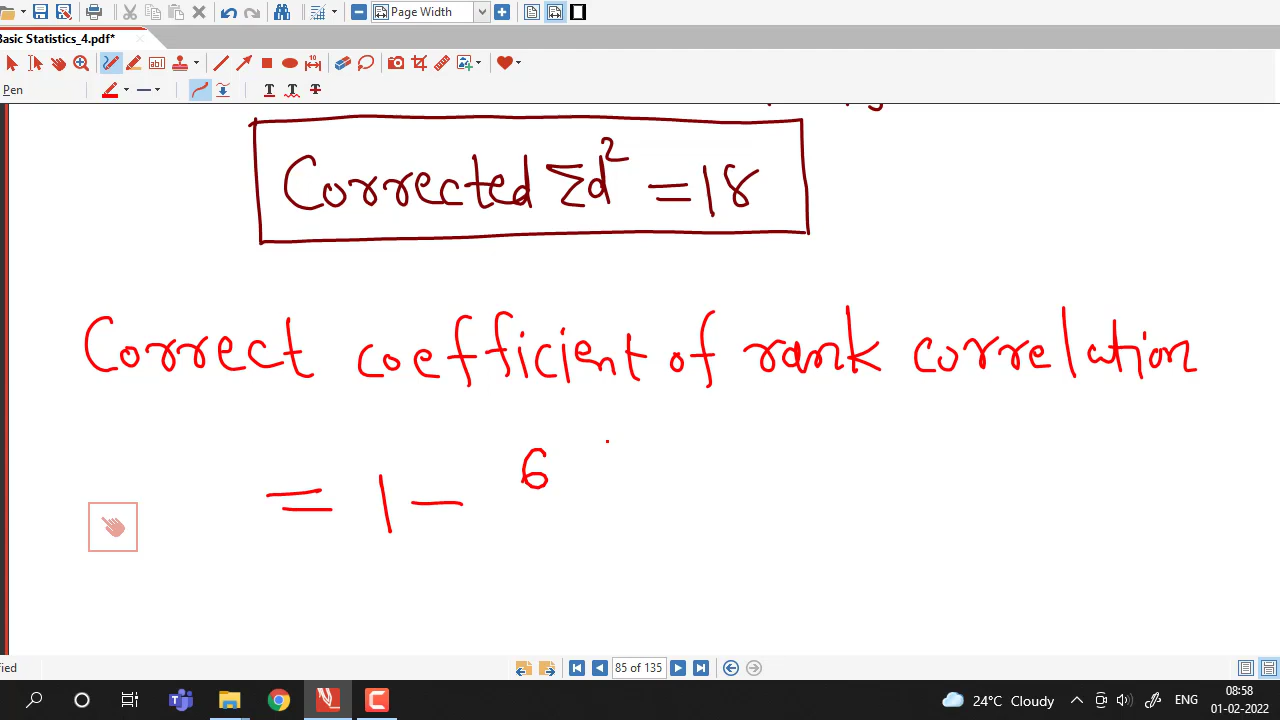 Page Width
Basic Statistics_4.pdf*
10
Pen
T T T
Corrected Σd² = 18
Correct coefficient of rank correlation
= 1 - 6
85 of 135
08:58
24°C Cloudy
ENG
01-02-2022